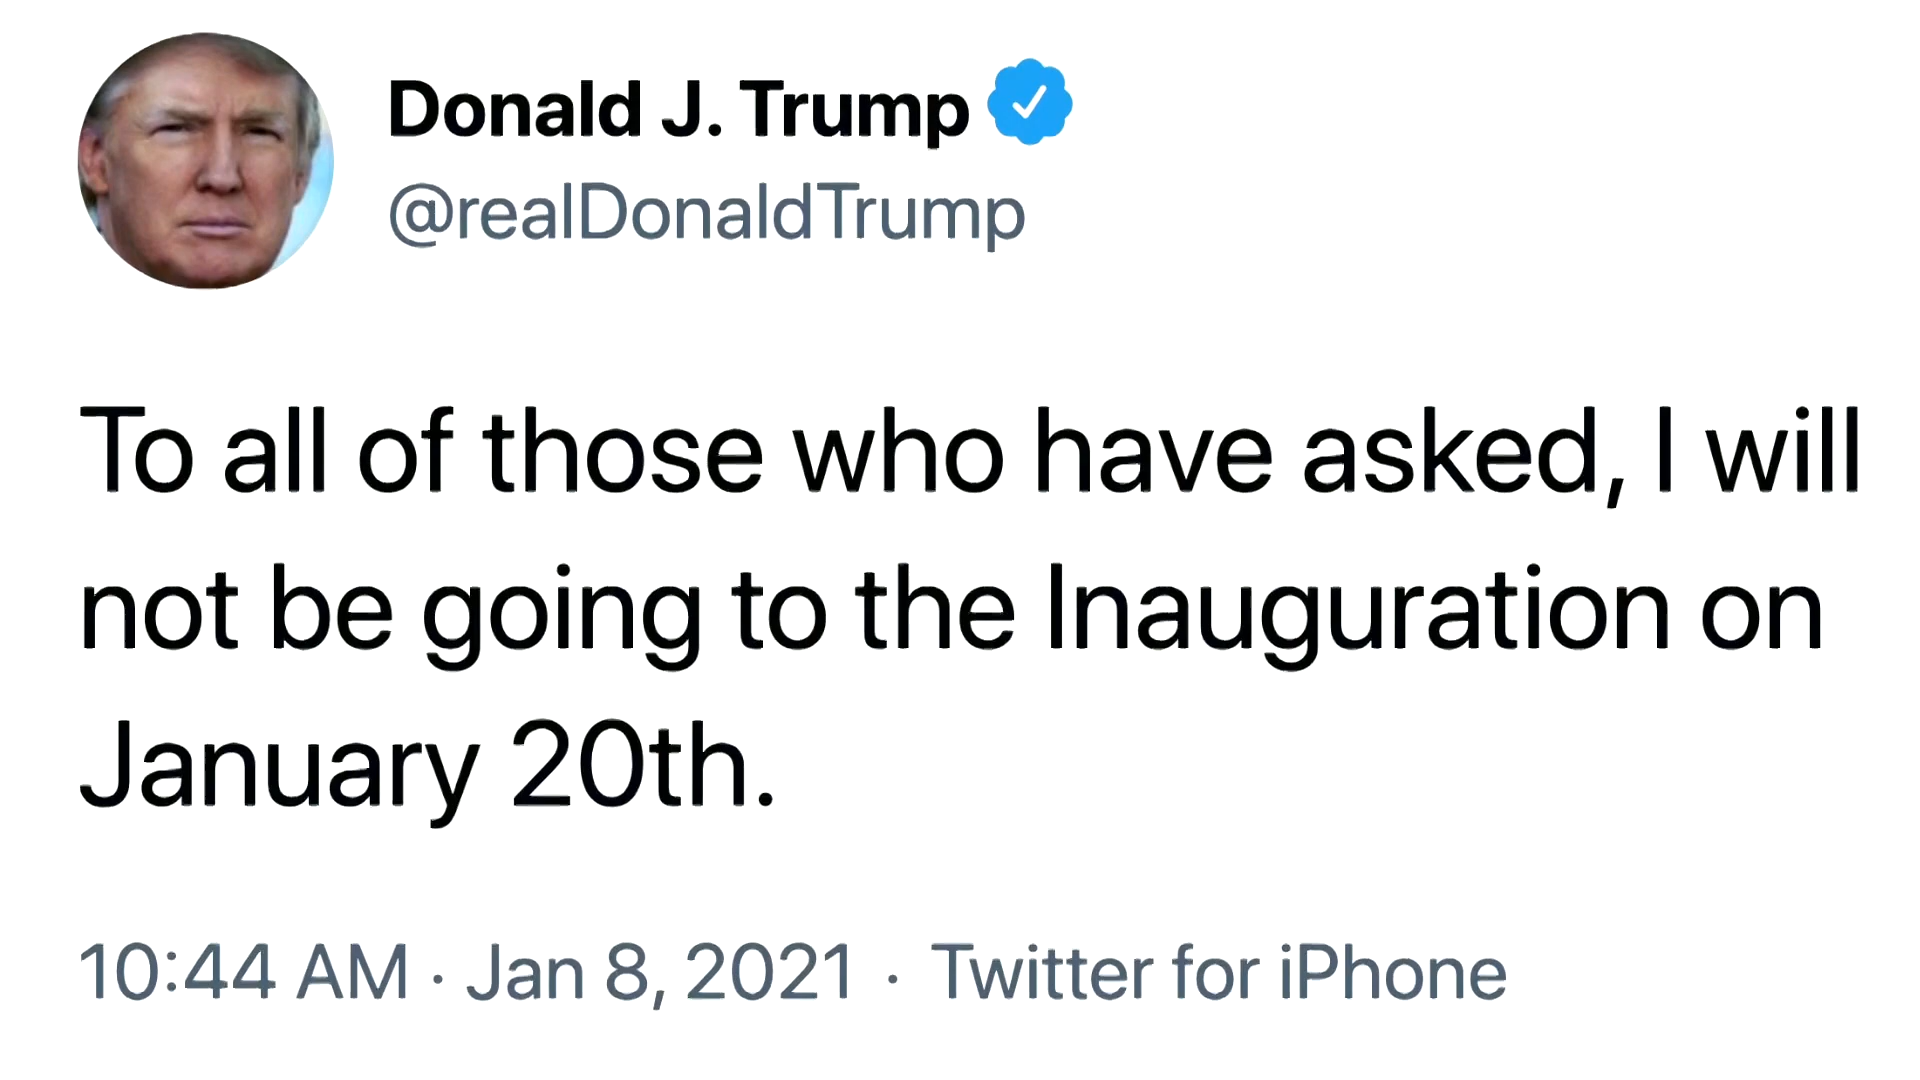 Donald J. Trump
@realDonaldTrump
To all of those who have asked, I will
not be going to the Inauguration on
January 20th.
10:44 AM · Jan 8, 2021 · Twitter for iPhone